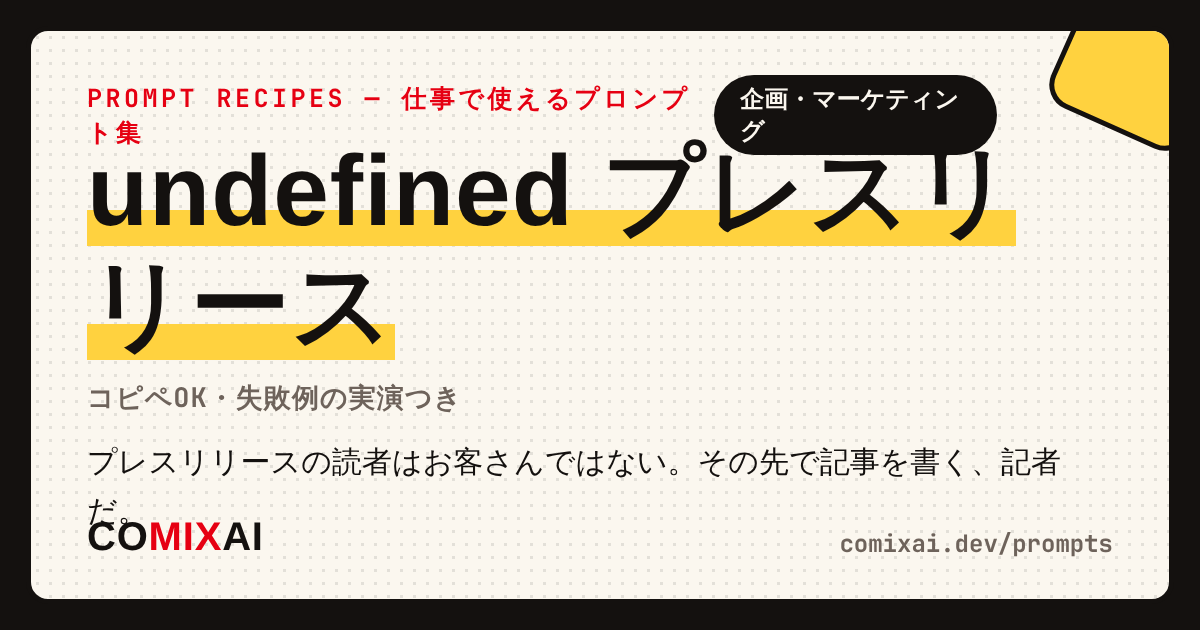 PROMPT RECIPES — 仕事で使えるプロンプ
ト集
企画・マーケティン
グ
undefined プレスリ
リース
コピペOK・失敗例の実演つき
プレスリリースの読者はお客さんではない。その先で記事を書く、記者
だ。
COMIXAI
comixai.dev/prompts